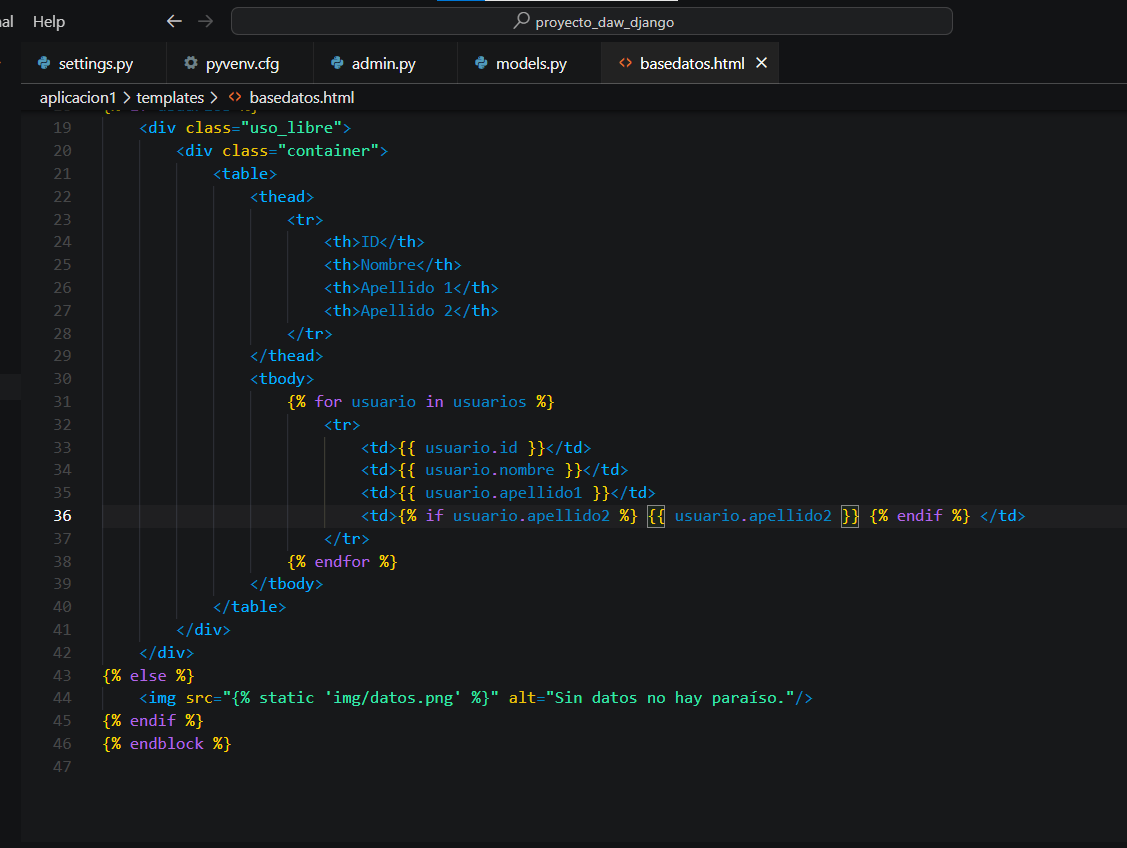 al Help ← → proyecto_daw_django
settings.py pyvenv.cfg admin.py models.py <> basedatos.html ×
aplicacion1 > templates > <> basedatos.html
19 <div class="uso_libre">
20 <div class="container">
21 <table>
22 <thead>
23 <tr>
24 <th>ID</th>
25 <th>Nombre</th>
26 <th>Apellido 1</th>
27 <th>Apellido 2</th>
28 </tr>
29 </thead>
30 <tbody>
31 {% for usuario in usuarios %}
32 <tr>
33 <td>{{ usuario.id }}</td>
34 <td>{{ usuario.nombre }}</td>
35 <td>{{ usuario.apellido1 }}</td>
36 <td>{% if usuario.apellido2 %} {{ usuario.apellido2 }} {% endif %} </td>
37 </tr>
38 {% endfor %}
39 </tbody>
40 </table>
41 </div>
42 </div>
43 {% else %}
44 <img src="{% static 'img/datos.png' %}" alt="Sin datos no hay paraíso."/>
45 {% endif %}
46 {% endblock %}
47